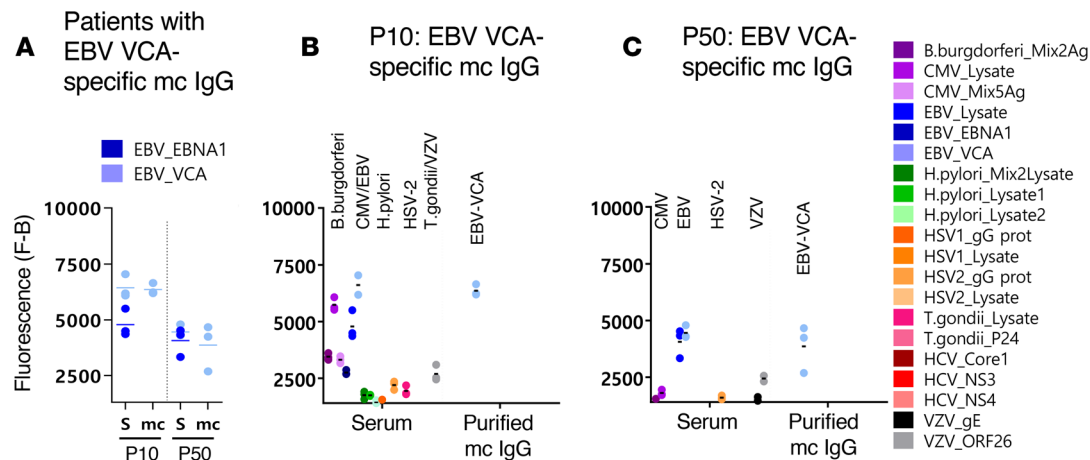 A
Patients with
EBV VCA-
specific mc IgG
EBV_EBNA1
EBV_VCA
Fluorescence (F-B)
10000
7500
5000
2500
S mc S mc
P10 P50
B
P10: EBV VCA-
specific mc IgG
B.burgdorferi
CMV/EBV
H.pylori
HSV-2
T.gondii/VZV
EBV-VCA
10000
7500
5000
2500
Serum
Purified
mc IgG
C
P50: EBV VCA-
specific mc IgG
CMV
EBV
HSV-2
VZV
EBV-VCA
10000
7500
5000
2500
Serum
Purified
mc IgG
B.burgdorferi_Mix2Ag
CMV_Lysate
CMV_Mix5Ag
EBV_Lysate
EBV_EBNA1
EBV_VCA
H.pylori_Mix2Lysate
H.pylori_Lysate1
H.pylori_Lysate2
HSV1_gG prot
HSV1_Lysate
HSV2_gG prot
HSV2_Lysate
T.gondii_Lysate
T.gondii_P24
HCV_Core1
HCV_NS3
HCV_NS4
VZV_gE
VZV_ORF26